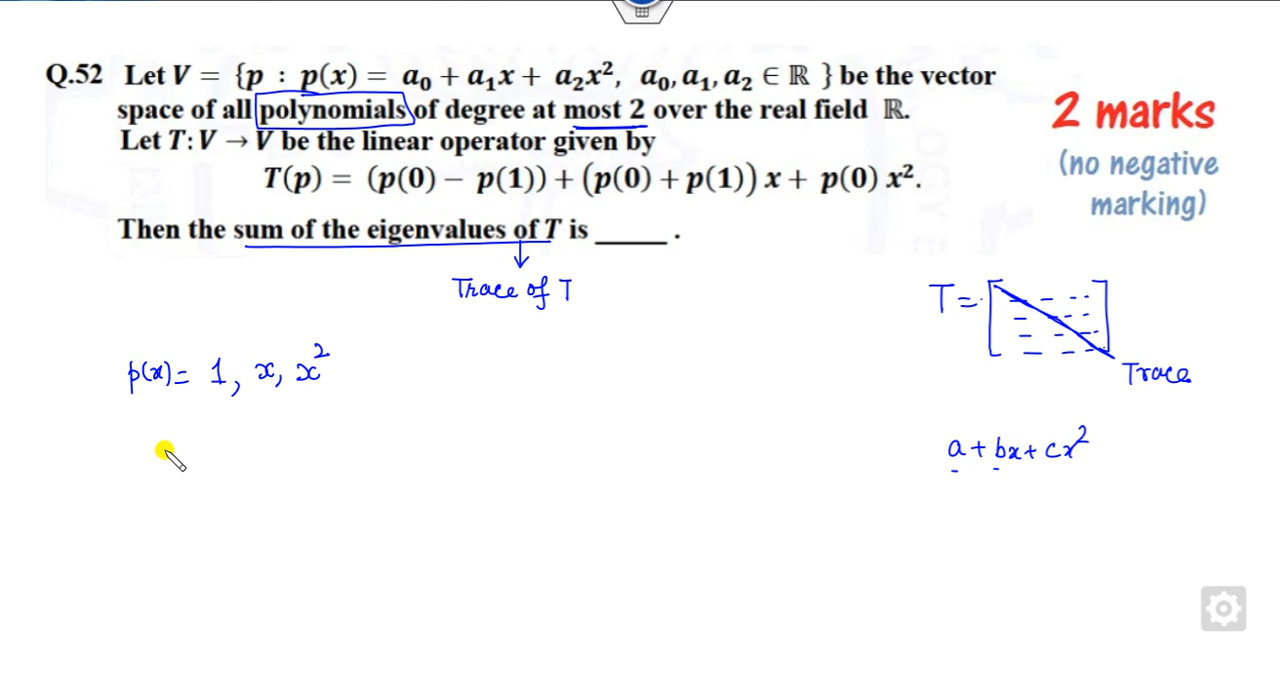 Q.52 Let V = {p : p(x) = a₀ + a₁x + a₂x², a₀, a₁, a₂ ∈ ℝ } be the vector
space of all polynomials of degree at most 2 over the real field ℝ.
Let T: V → V be the linear operator given by
T(p) = (p(0) − p(1)) + (p(0) + p(1)) x + p(0) x².
Then the sum of the eigenvalues of T is _____ .
2 marks
(no negative
marking)
Trace of T
T =
Trace
p(x) = 1, x, x²
a + bx + cx²